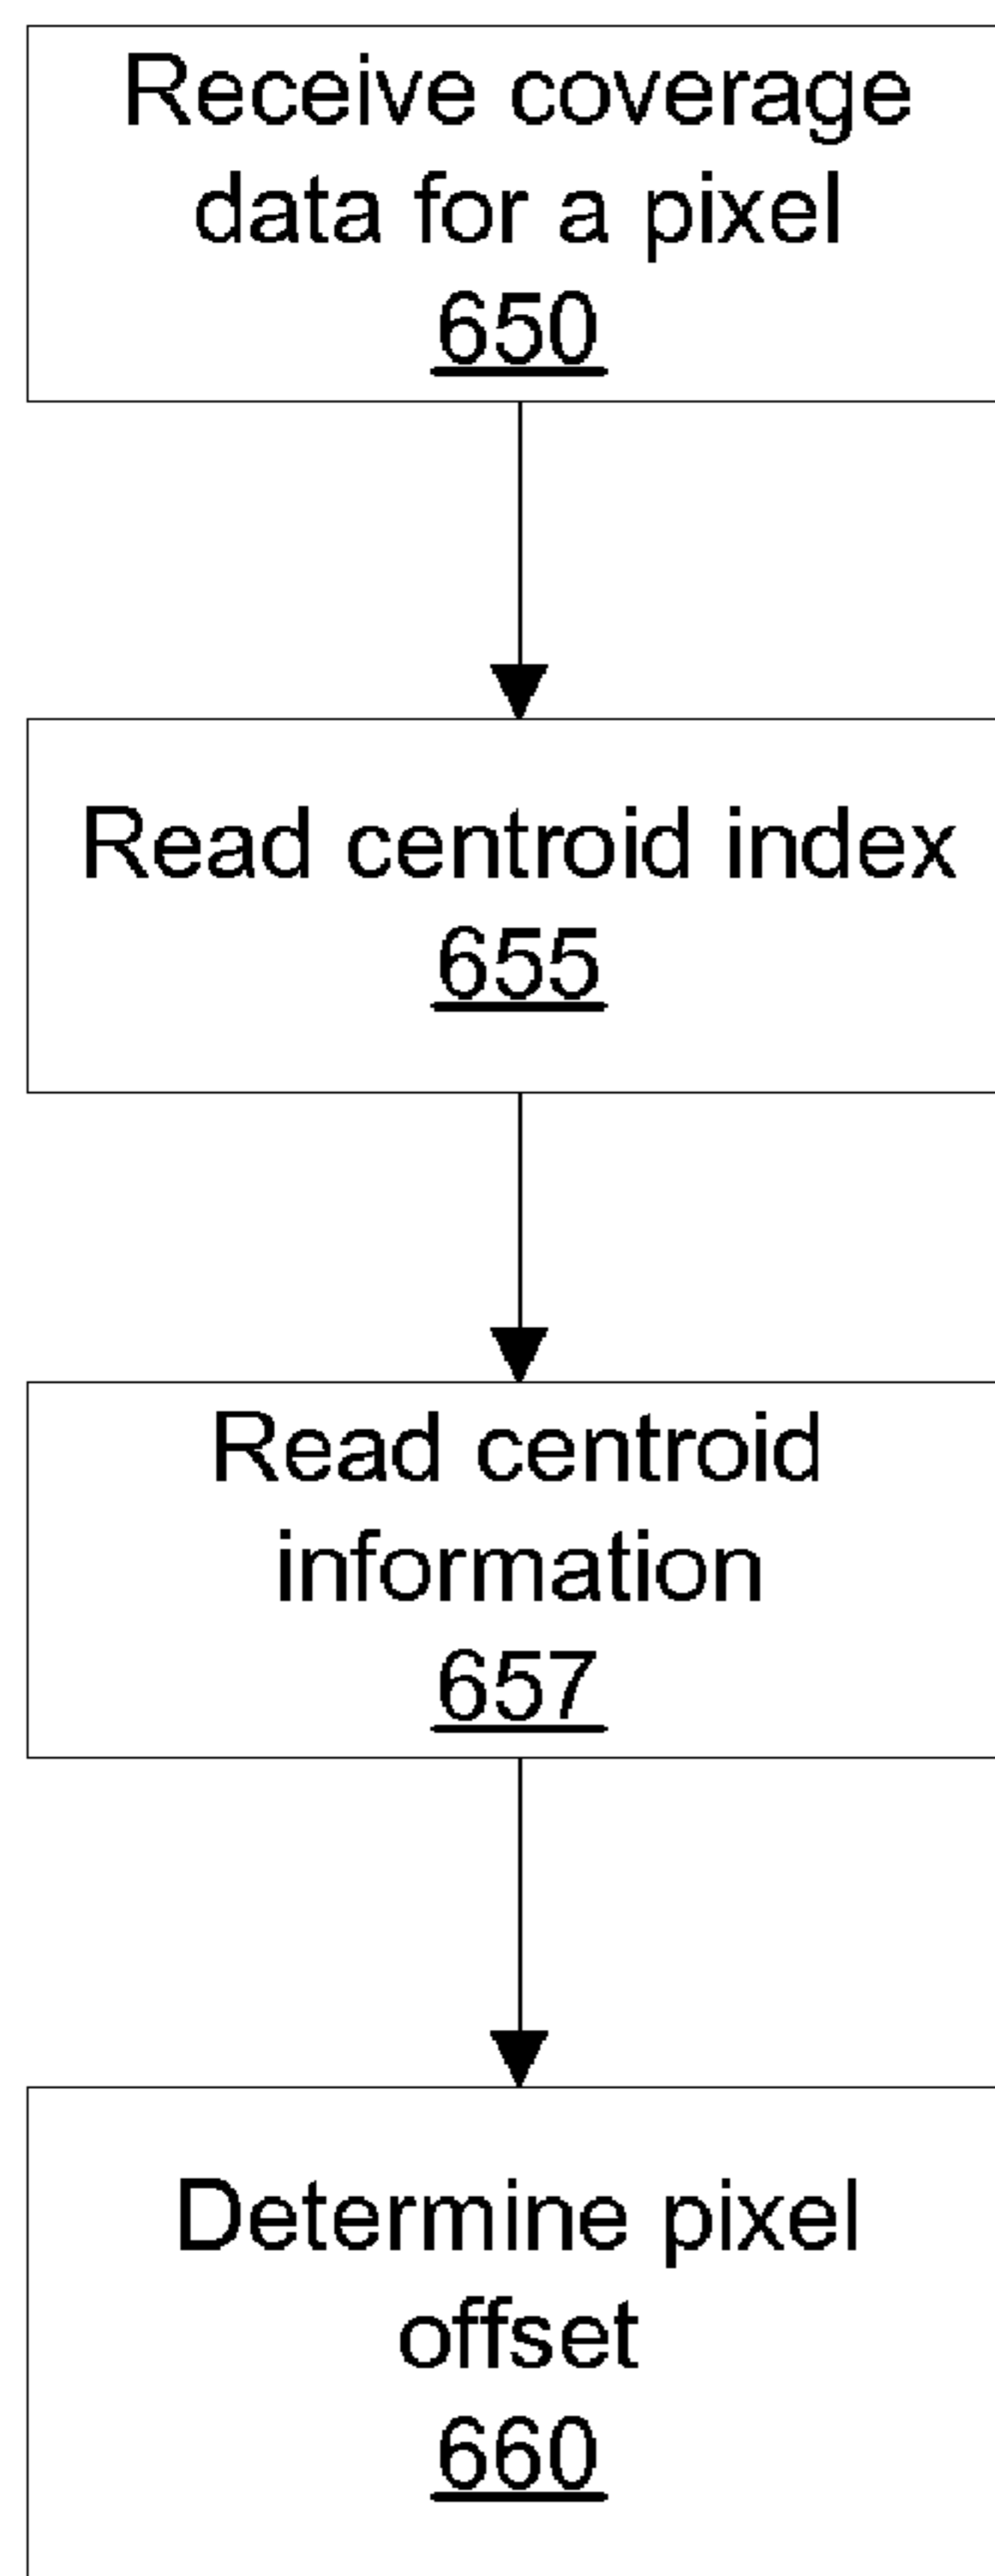 Receive coverage
data for a pixel
650
Read centroid index
655
Read centroid
information
657
Determine pixel
offset
660